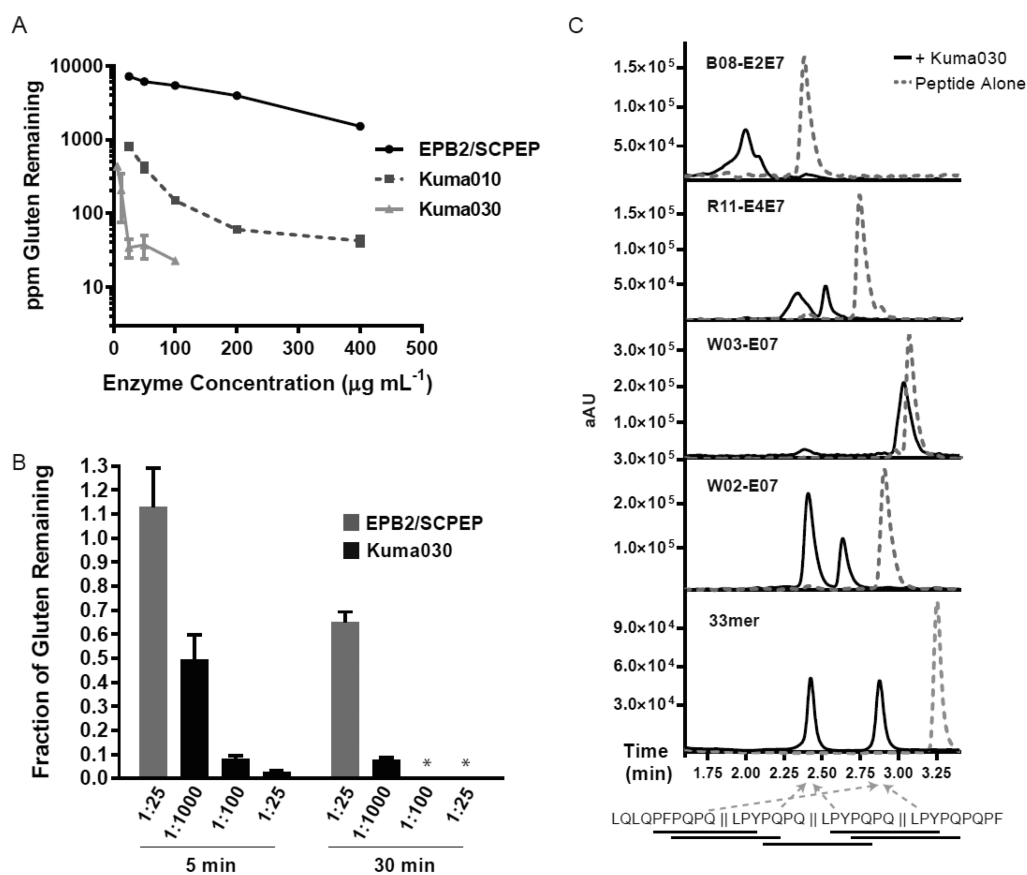 A
10000
1000
100
10
0
100
200
300
400
500
ppm Gluten Remaining
Enzyme Concentration (μg mL⁻¹)
EPB2/SCPEP
Kuma010
Kuma030
B
1.3
1.2
1.1
1.0
0.9
0.8
0.7
0.6
0.5
0.4
0.3
0.2
0.1
0.0
Fraction of Gluten Remaining
EPB2/SCPEP
Kuma030
*
*
1:25
1:1000
1:100
1:25
1:25
1:1000
1:100
1:25
5 min
30 min
C
+ Kuma030
Peptide Alone
B08-E2E7
1.5×10⁵
1.0×10⁵
5.0×10⁴
R11-E4E7
1.5×10⁵
1.0×10⁵
5.0×10⁴
W03-E07
3.0×10⁵
2.0×10⁵
1.0×10⁵
aAU
W02-E07
3.0×10⁵
2.0×10⁵
1.0×10⁵
33mer
9.0×10⁴
6.0×10⁴
3.0×10⁴
Time
(min)
1.75
2.00
2.25
2.50
2.75
3.00
3.25
LQLQPFPQPQ || LPYPQPQ || LPYPQPQ || LPYPQPQPF